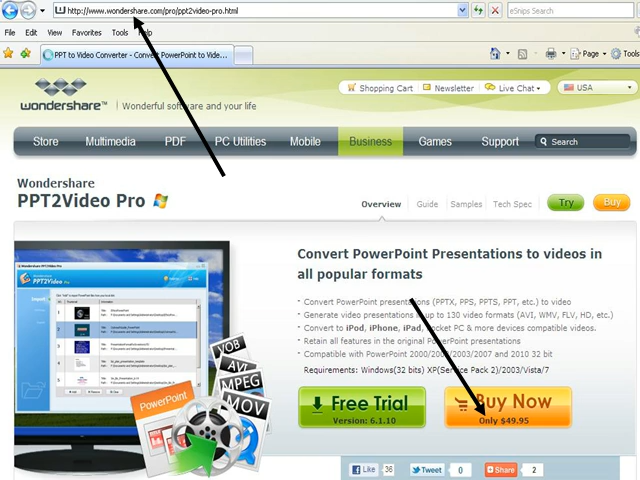 http://www.wondershare.com/pro/ppt2video-pro.html
eSnips Search
File Edit View Favorites Tools Help
PPT to Video Converter - Convert PowerPoint to Vide...
Page Tools
wondershare™ Wonderful software and your life
Shopping Cart Newsletter Live Chat USA
Store Multimedia PDF PC Utilities Mobile Business Games Support Search
Wondershare
PPT2Video Pro
Overview Guide Samples Tech Spec Try Buy
Convert PowerPoint Presentations to videos in
all popular formats
Convert PowerPoint presentations (PPTX, PPS, PPTS, PPT, etc.) to video
Generate video presentations in up to 130 video formats (AVI, WMV, FLV, HD, etc.)
Convert to iPod, iPhone, iPad, Pocket PC & more devices compatible videos.
Retain all features in the original PowerPoint presentations
Compatible with PowerPoint 2000/2002/2003/2007 and 2010 32 bit
Requirements: Windows(32 bits) XP(Service Pack 2)/2003/Vista/7
Wondershare PPT2Video Pro
PPT2Video Pro
Import
YOB
AVI
MPEG
MOV
PowerPoint
Free Trial
Version: 6.1.10
Buy Now
Only $49.95
Like 36 Tweet 0 Share 2